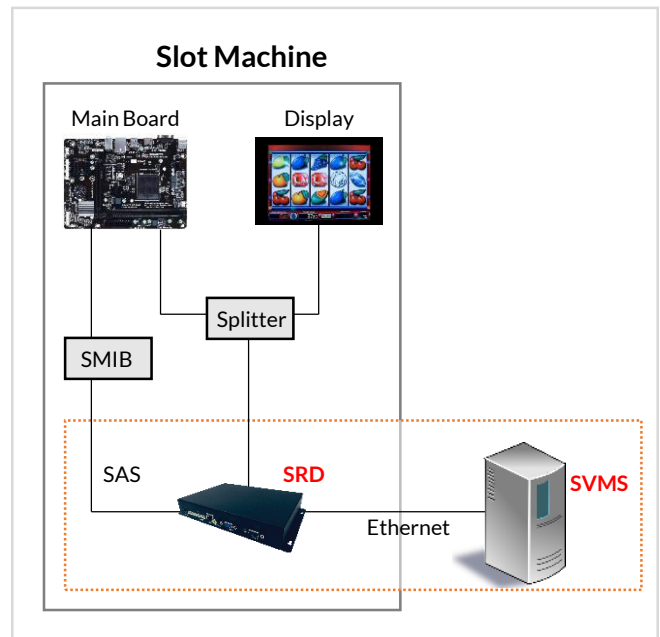 Slot Machine
Main Board
Display
Splitter
SMIB
SAS
SRD
SVMS
Ethernet